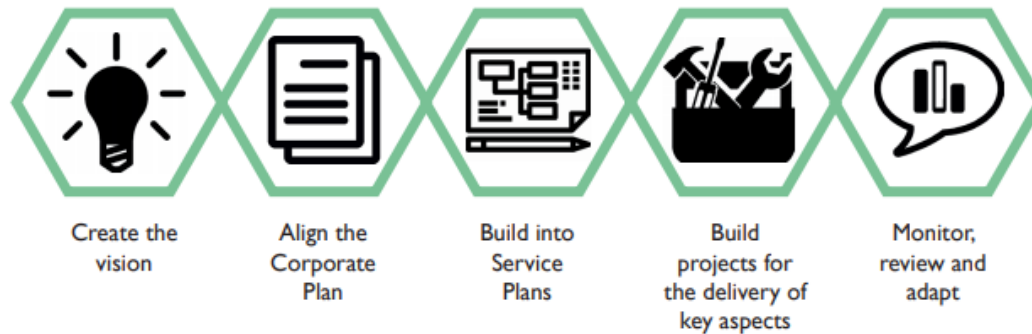 Create the
vision
Align the
Corporate
Plan
Build into
Service
Plans
Build
projects for
the delivery of
key aspects
Monitor,
review and
adapt